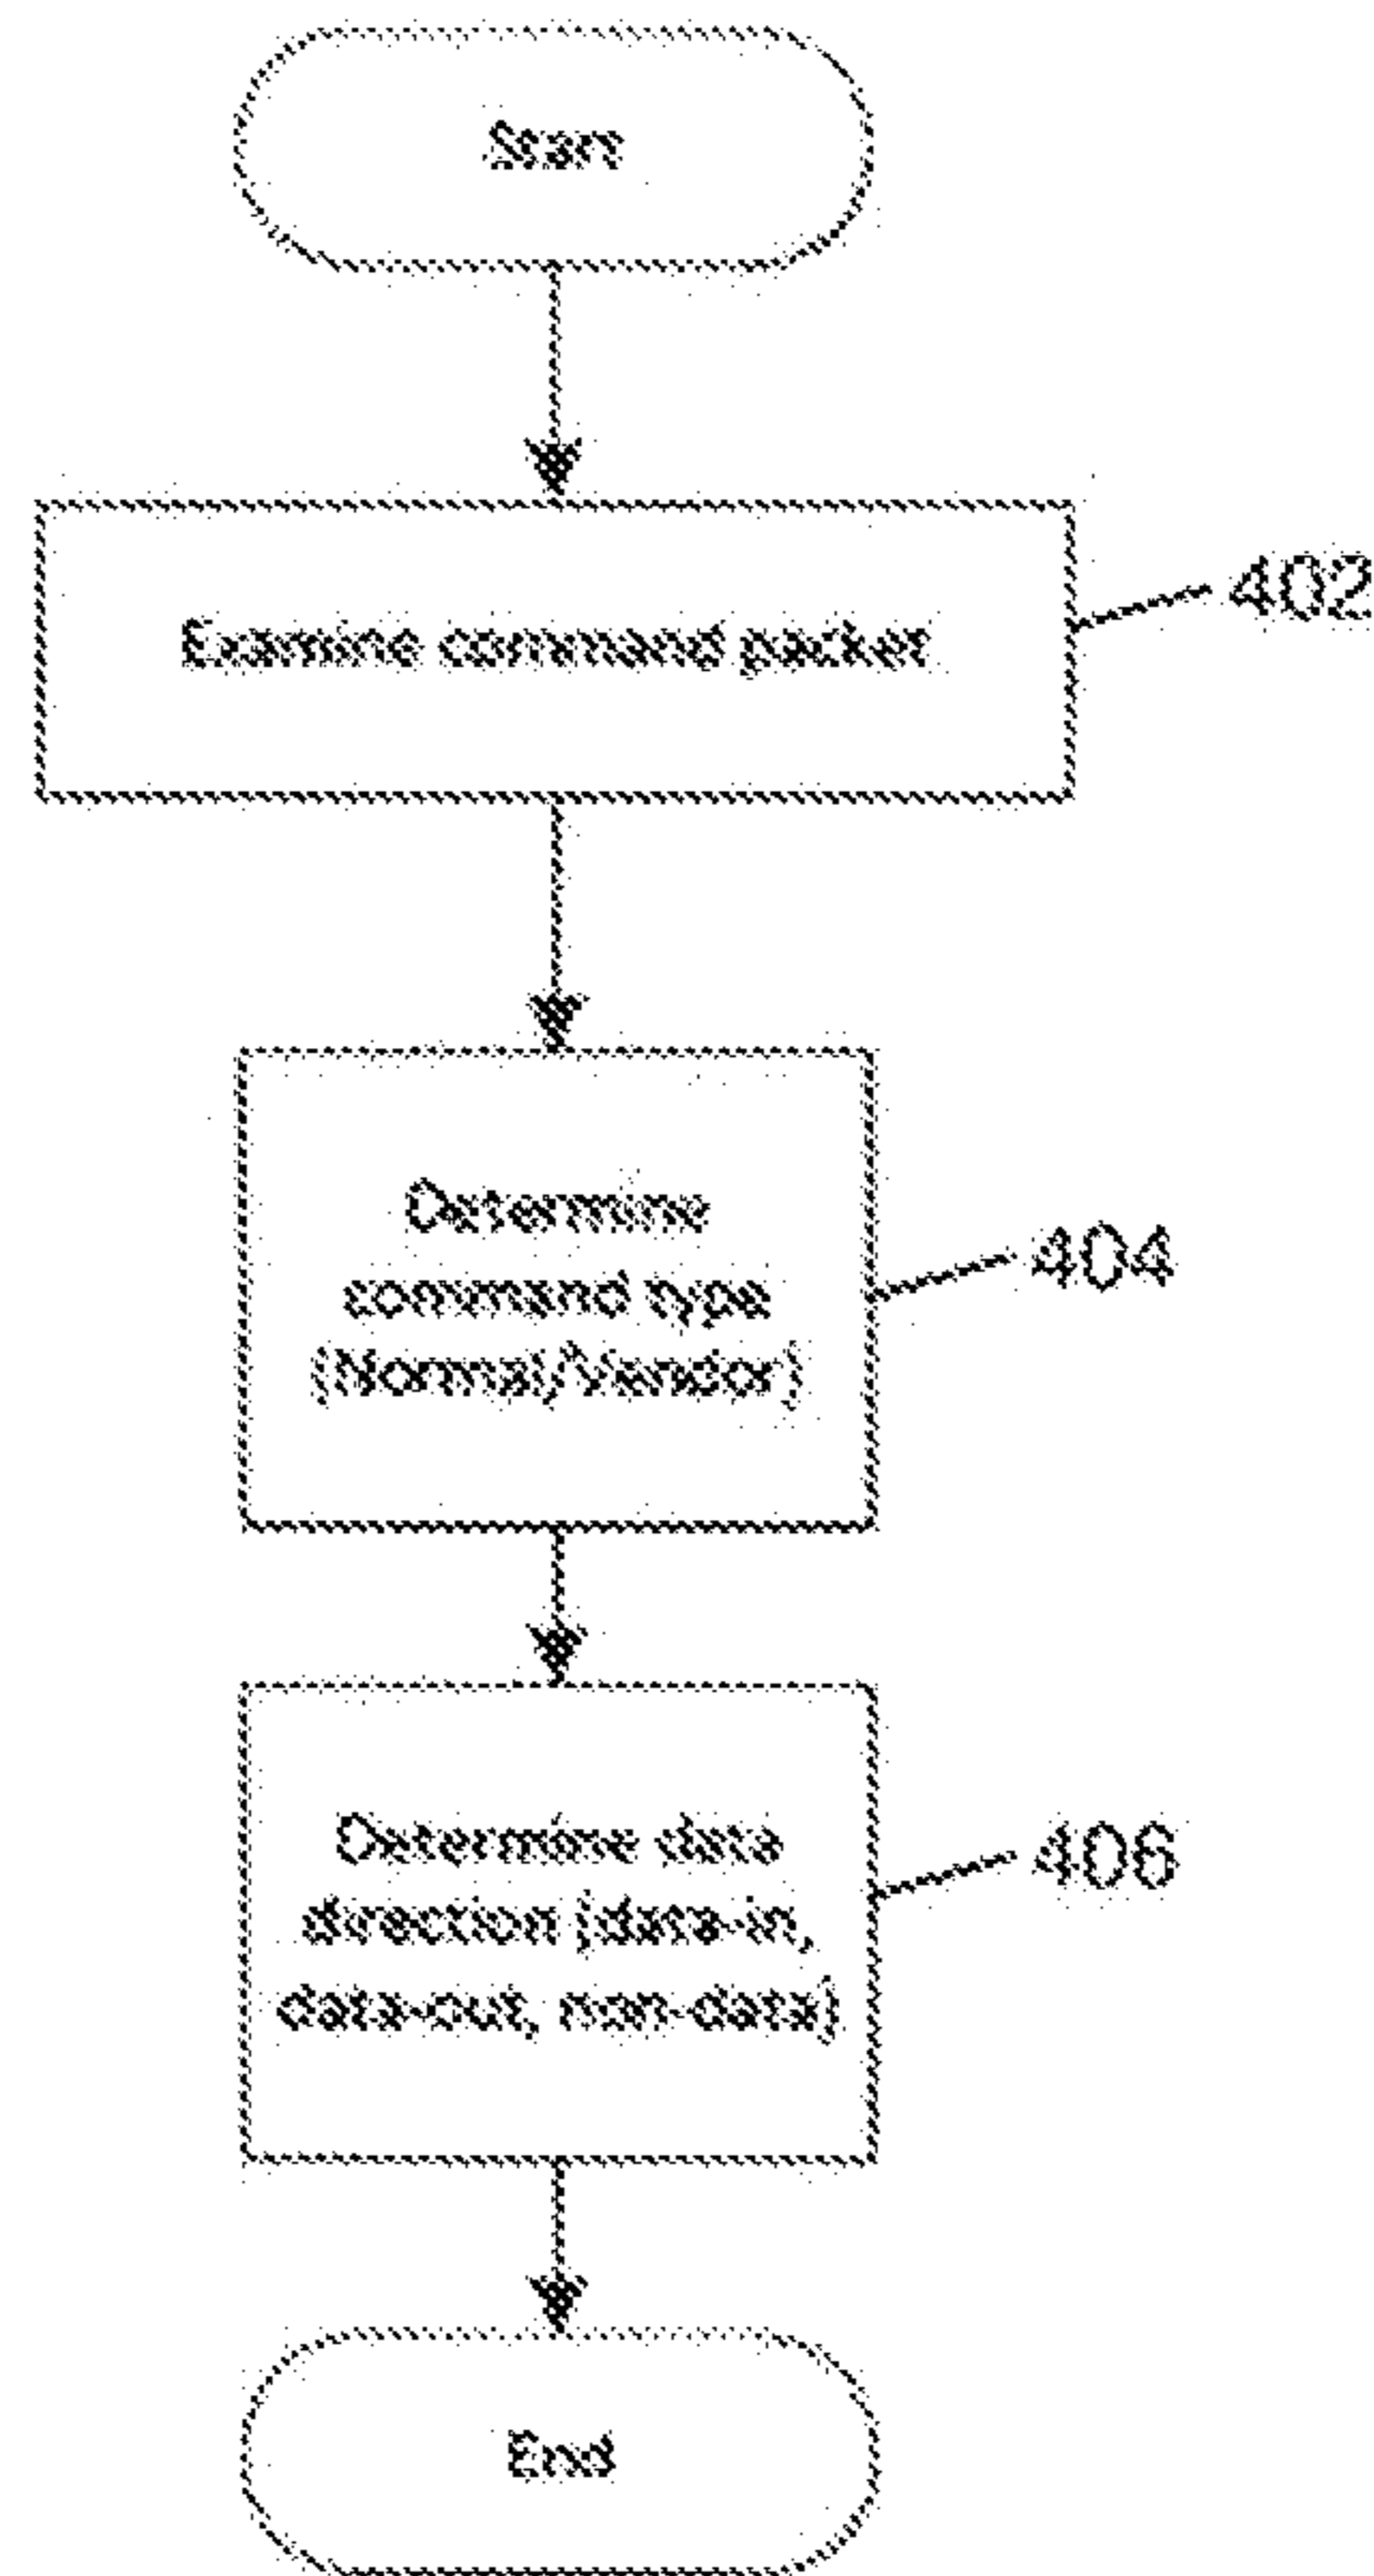 Start
Examine command packet
402
Determine
command type
(Normal/Vendor)
404
Determine data
direction (data-in,
data-out, non-data)
406
End